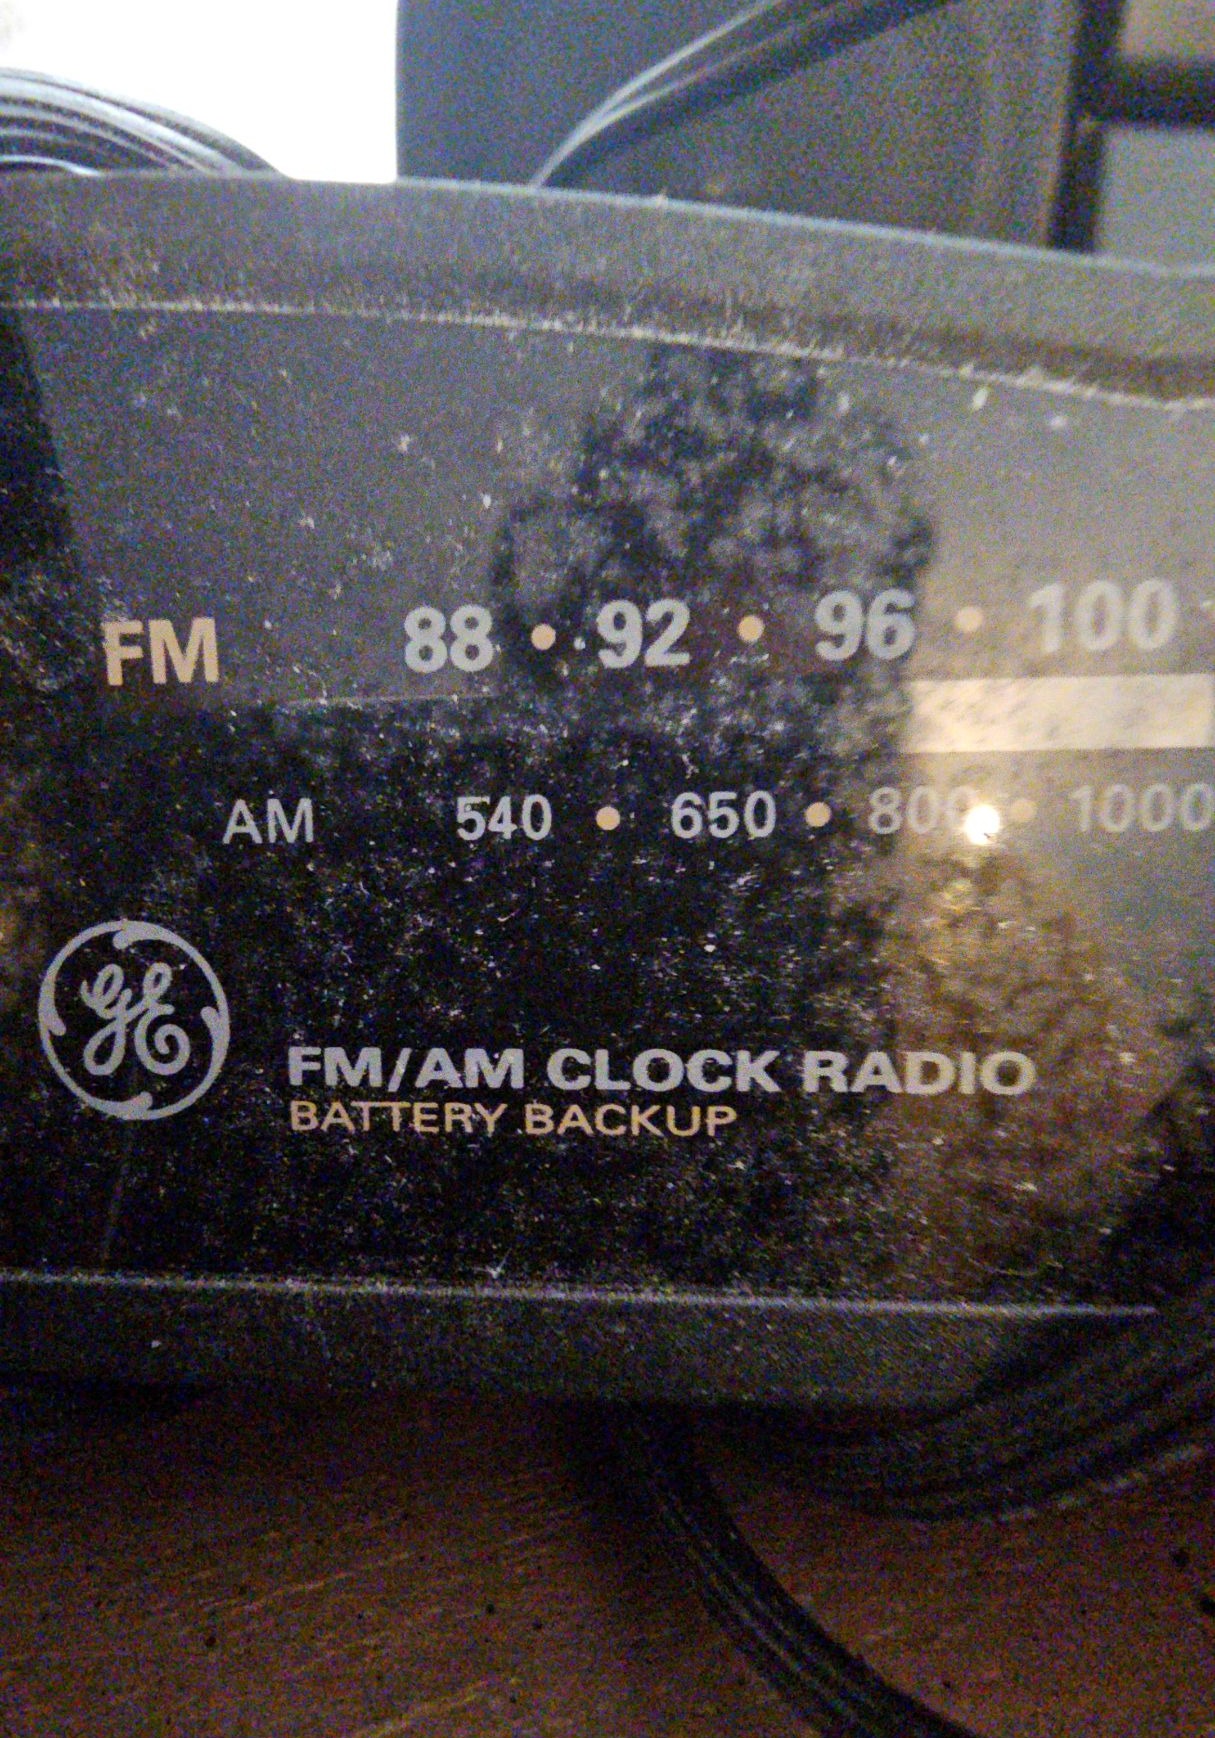 FM 88 • 92 • 96 • 100
AM 540 • 650 • 800 • 1000
GE
FM/AM CLOCK RADIO
BATTERY BACKUP